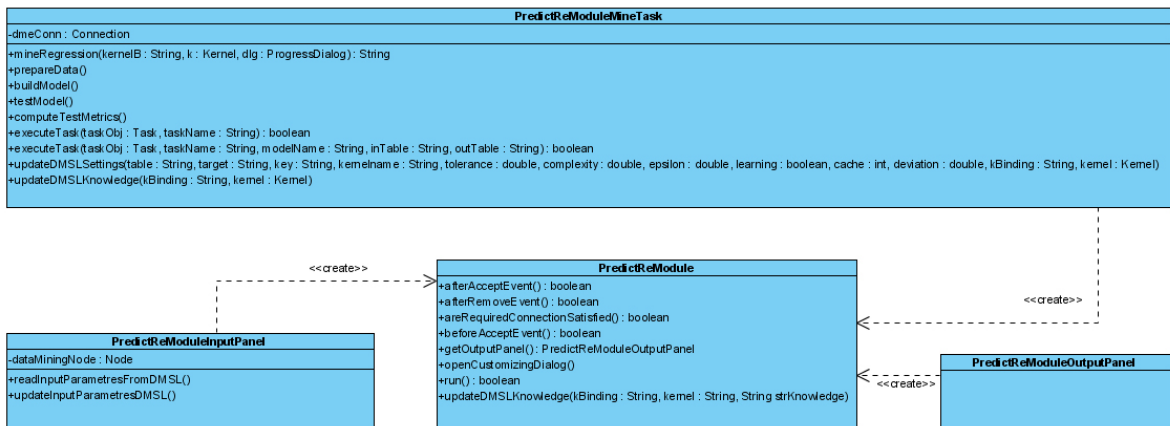 PredictReModuleMineTask
-dmeConn : Connection
+mineRegression(kernelB : String, k : Kernel, dlg : ProgressDialog) : String
+prepareData()
+buildModel()
+testModel()
+computeTestMetrics()
+executeTask(taskObj : Task, taskName : String) : boolean
+executeTask(taskObj : Task, taskName : String, modelName : String, inTable : String, outTable : String) : boolean
+updateDMSLSettings(table : String, target : String, key : String, kernelname : String, tolerance : double, complexity : double, epsilon : double, learning : boolean, cache : int, deviation : double, kBinding : String, kernel : Kernel)
+updateDMSLKnowledge(kBinding : String, kernel : Kernel)
<<create>>
PredictReModule
+afterAcceptEvent() : boolean
+afterRemoveEvent() : boolean
+areRequiredConnectionSatisfied() : boolean
+beforeAcceptEvent() : boolean
+getOutputPanel() : PredictReModuleOutputPanel
+openCustomizingDialog()
+run() : boolean
+updateDMSLKnowledge(kBinding : String, kernel : String, String strKnowledge)
<<create>>
PredictReModuleInputPanel
-dataMiningNode : Node
+readInputParametresFromDMSL()
+updateInputParametresDMSL()
PredictReModuleOutputPanel
<<create>>